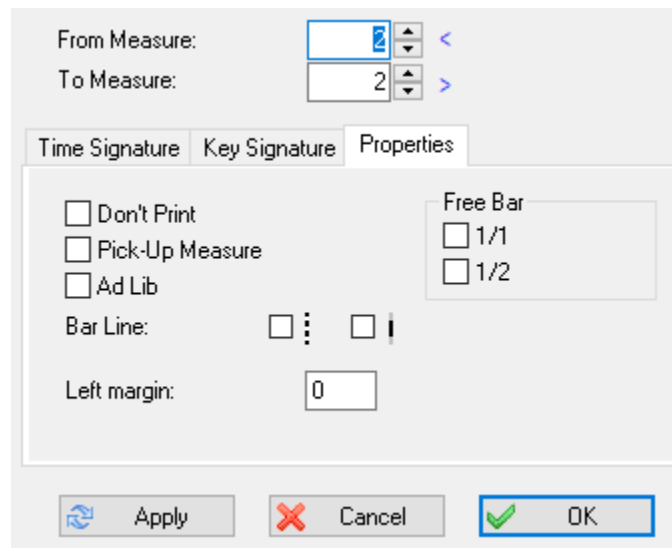 From Measure: 2 <
To Measure: 2 >
Time Signature Key Signature Properties
Don't Print
Pick-Up Measure
Ad Lib
Free Bar
1/1
1/2
Bar Line:
Left margin: 0
Apply Cancel OK